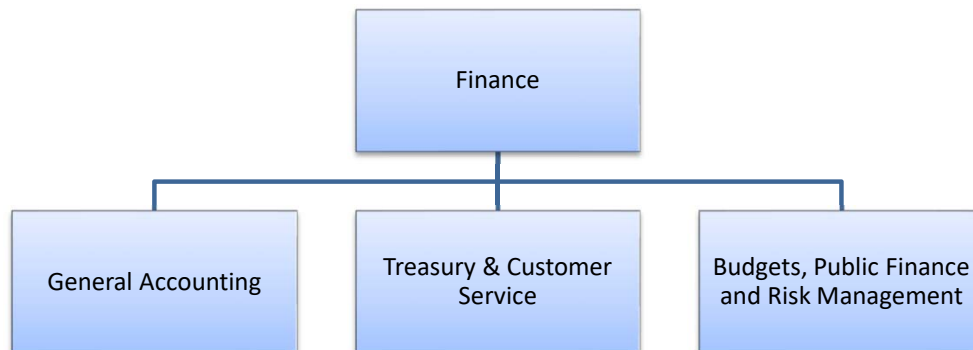 Finance
General Accounting
Treasury & Customer
Service
Budgets, Public Finance
and Risk Management